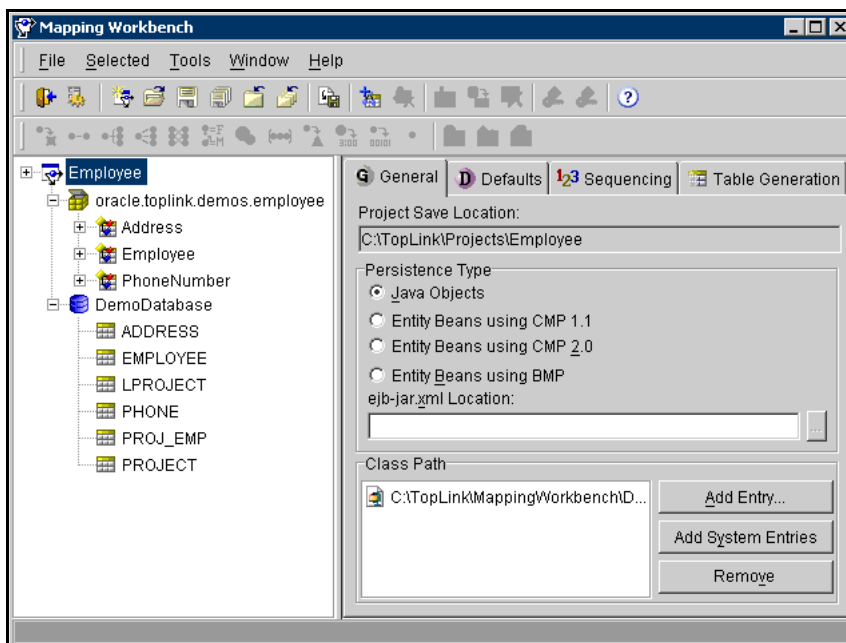 Mapping Workbench
File Selected Tools Window Help
Employee
oracle.toplink.demos.employee
Address
Employee
PhoneNumber
DemoDatabase
ADDRESS
EMPLOYEE
LPROJECT
PHONE
PROJ_EMP
PROJECT
General Defaults Sequencing Table Generation
Project Save Location:
C:\TopLink\Projects\Employee
Persistence Type
Java Objects
Entity Beans using CMP 1.1
Entity Beans using CMP 2.0
Entity Beans using BMP
ejb-jar.xml Location:
...
Class Path
C:\TopLink\MappingWorkbench\D...
Add Entry...
Add System Entries
Remove